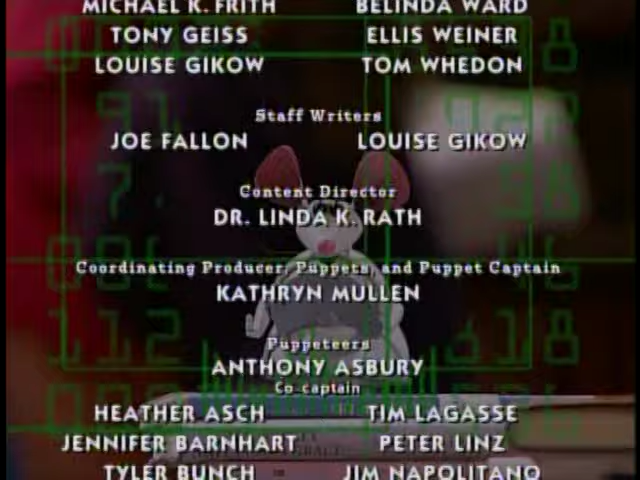 MICHAEL K. FRITH BELINDA WARD
TONY GEISS ELLIS WEINER
LOUISE GIKOW TOM WHEDON
Staff Writers
JOE FALLON LOUISE GIKOW
Content Director
DR. LINDA K. RATH
Coordinating Producer, Puppets, and Puppet Captain
KATHRYN MULLEN
Puppeteers
ANTHONY ASBURY
Co-captain
HEATHER ASCH TIM LAGASSE
JENNIFER BARNHART PETER LINZ
TYLER BUNCH JIM NAPOLITANO